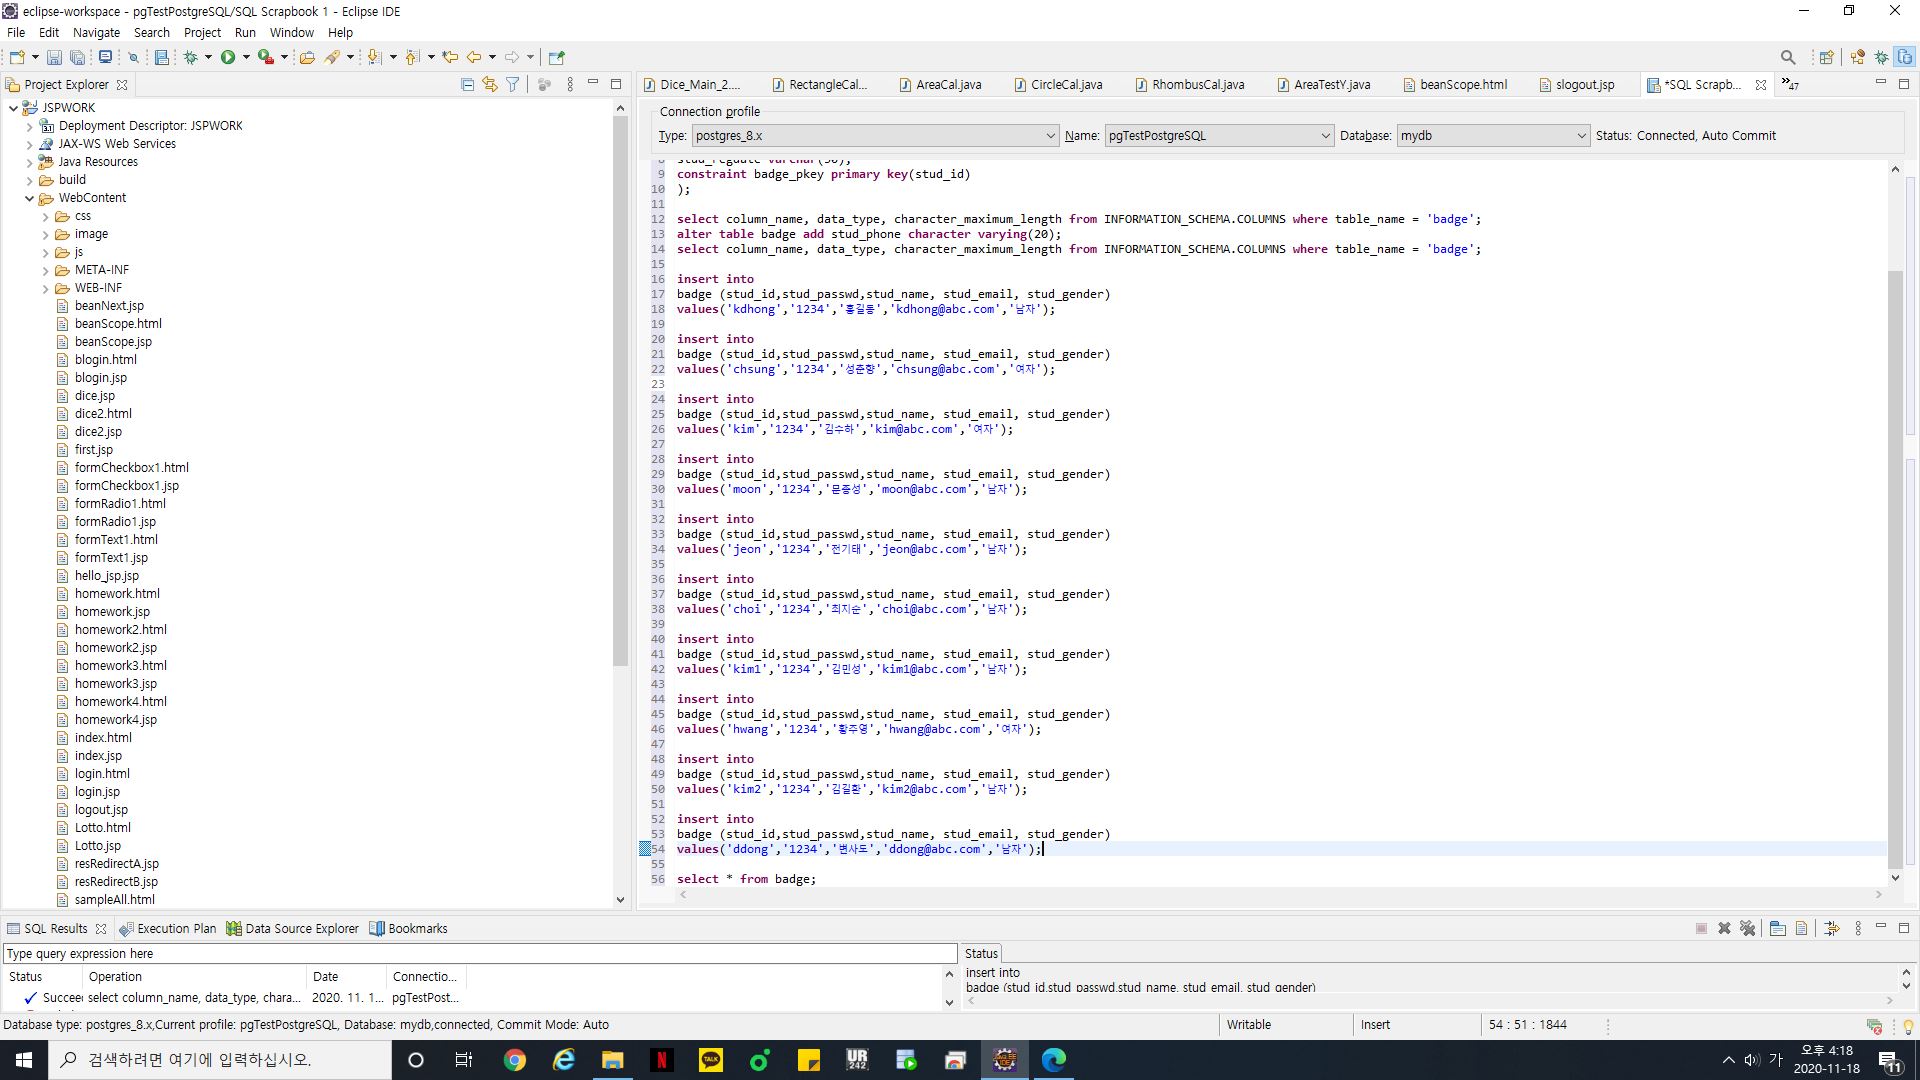 eclipse-workspace - pgTestPostgreSQL/SQL Scrapbook 1 - Eclipse IDE
File Edit Navigate Search Project Run Window Help
Project Explorer
JSPWORK
Deployment Descriptor: JSPWORK
JAX-WS Web Services
Java Resources
build
WebContent
css
image
js
META-INF
WEB-INF
beanNext.jsp
beanScope.html
beanScope.jsp
blogin.html
blogin.jsp
dice.jsp
dice2.html
dice2.jsp
first.jsp
formCheckbox1.html
formCheckbox1.jsp
formRadio1.html
formRadio1.jsp
formText1.html
formText1.jsp
hello_jsp.jsp
homework.html
homework.jsp
homework2.html
homework2.jsp
homework3.html
homework3.jsp
homework4.html
homework4.jsp
index.html
index.jsp
login.html
login.jsp
logout.jsp
Lotto.html
Lotto.jsp
resRedirectA.jsp
resRedirectB.jsp
sampleAll.html
Dice_Main_2.... RectangleCal... AreaCal.java CircleCal.java RhombusCal.java AreaTestY.java beanScope.html slogout.jsp *SQL Scrapb... 47
Connection profile
Type: postgres_8.x Name: pgTestPostgreSQL Database: mydb Status: Connected, Auto Commit
8 stud_regdate varchar(50),
9 constraint badge_pkey primary key(stud_id)
10 );
11
12 select column_name, data_type, character_maximum_length from INFORMATION_SCHEMA.COLUMNS where table_name = 'badge';
13 alter table badge add stud_phone character varying(20);
14 select column_name, data_type, character_maximum_length from INFORMATION_SCHEMA.COLUMNS where table_name = 'badge';
15
16 insert into
17 badge (stud_id,stud_passwd,stud_name, stud_email, stud_gender)
18 values('kdhong','1234','홍길동','kdhong@abc.com','남자');
19
20 insert into
21 badge (stud_id,stud_passwd,stud_name, stud_email, stud_gender)
22 values('chsung','1234','성춘향','chsung@abc.com','여자');
23
24 insert into
25 badge (stud_id,stud_passwd,stud_name, stud_email, stud_gender)
26 values('kim','1234','김수하','kim@abc.com','여자');
27
28 insert into
29 badge (stud_id,stud_passwd,stud_name, stud_email, stud_gender)
30 values('moon','1234','문종성','moon@abc.com','남자');
31
32 insert into
33 badge (stud_id,stud_passwd,stud_name, stud_email, stud_gender)
34 values('jeon','1234','전기태','jeon@abc.com','남자');
35
36 insert into
37 badge (stud_id,stud_passwd,stud_name, stud_email, stud_gender)
38 values('choi','1234','최지순','choi@abc.com','남자');
39
40 insert into
41 badge (stud_id,stud_passwd,stud_name, stud_email, stud_gender)
42 values('kim1','1234','김민성','kim1@abc.com','남자');
43
44 insert into
45 badge (stud_id,stud_passwd,stud_name, stud_email, stud_gender)
46 values('hwang','1234','황주영','hwang@abc.com','여자');
47
48 insert into
49 badge (stud_id,stud_passwd,stud_name, stud_email, stud_gender)
50 values('kim2','1234','김길환','kim2@abc.com','남자');
51
52 insert into
53 badge (stud_id,stud_passwd,stud_name, stud_email, stud_gender)
54 values('ddong','1234','변사또','ddong@abc.com','남자');
55
56 select * from badge;
SQL Results Execution Plan Data Source Explorer Bookmarks
Type query expression here
Status Operation Date Connectio...
Succee select column_name, data_type, chara... 2020. 11. 1... pgTestPost...
Status
insert into
badge (stud_id,stud_passwd,stud_name, stud_email, stud_gender)
Database type: postgres_8.x,Current profile: pgTestPostgreSQL, Database: mydb,connected, Commit Mode: Auto
Writable Insert 54 : 51 : 1844
검색하려면 여기에 입력하십시오.
N TALK UR 242
가 오후 4:18
2020-11-18
11